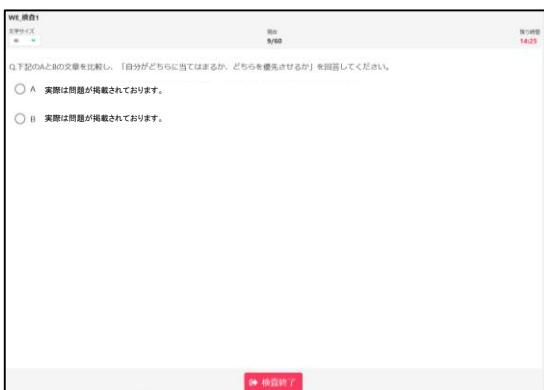 WE_検査1
文字サイズ
現在
残り時間
中
9/60
14:25
Q.下記のAとBの文章を比較し、「自分がどちらに当てはまるか、どちらを優先させるか」を回答してください。
A 実際は問題が掲載されております。
B 実際は問題が掲載されております。
検査終了